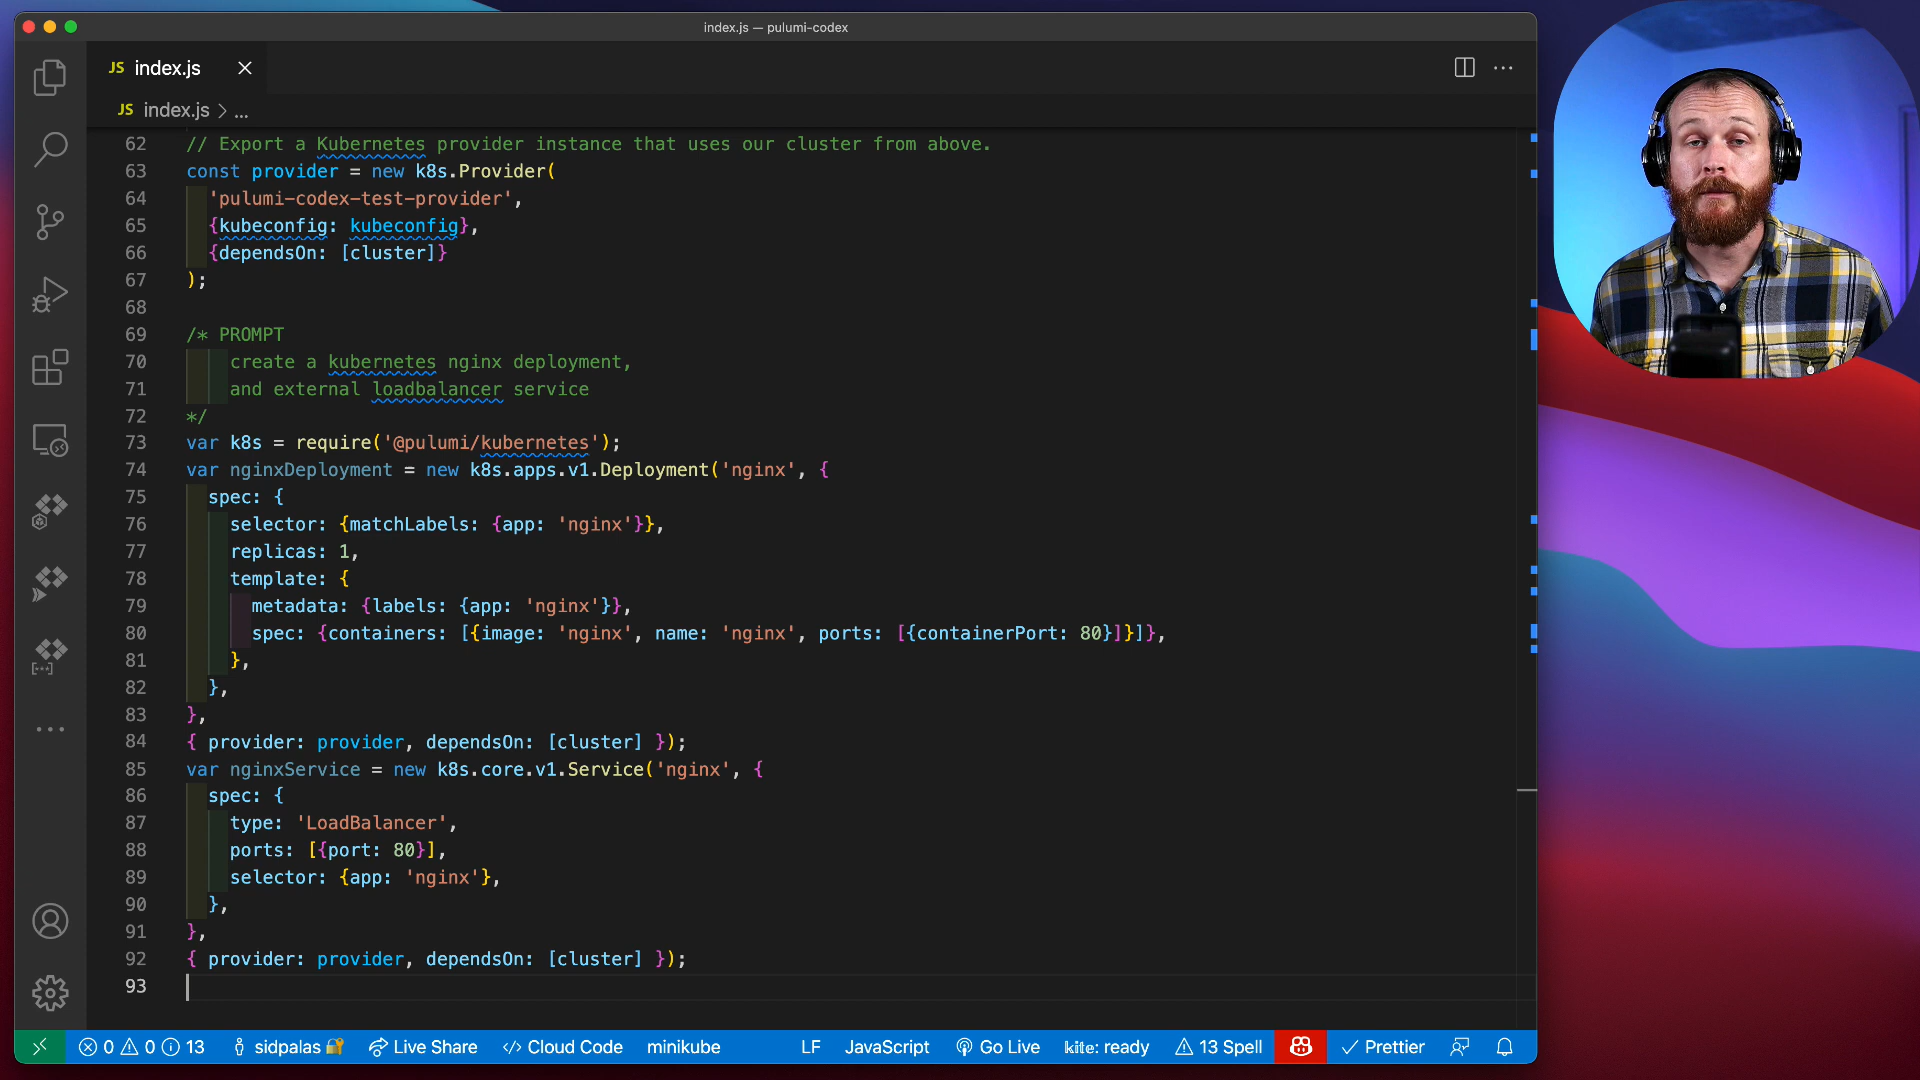 index.js — pulumi-codex
JS index.js
JS index.js > ...
62 // Export a Kubernetes provider instance that uses our cluster from above.
63 const provider = new k8s.Provider(
64 'pulumi-codex-test-provider',
65 {kubeconfig: kubeconfig},
66 {dependsOn: [cluster]}
67 );
68
69 /* PROMPT
70 create a kubernetes nginx deployment,
71 and external loadbalancer service
72 */
73 var k8s = require('@pulumi/kubernetes');
74 var nginxDeployment = new k8s.apps.v1.Deployment('nginx', {
75 spec: {
76 selector: {matchLabels: {app: 'nginx'}},
77 replicas: 1,
78 template: {
79 metadata: {labels: {app: 'nginx'}},
80 spec: {containers: [{image: 'nginx', name: 'nginx', ports: [{containerPort: 80}]}]},
81 },
82 },
83 },
84 { provider: provider, dependsOn: [cluster] });
85 var nginxService = new k8s.core.v1.Service('nginx', {
86 spec: {
87 type: 'LoadBalancer',
88 ports: [{port: 80}],
89 selector: {app: 'nginx'},
90 },
91 },
92 { provider: provider, dependsOn: [cluster] });
93
0 0 13 sidpalas Live Share Cloud Code minikube LF JavaScript Go Live kite: ready 13 Spell Prettier